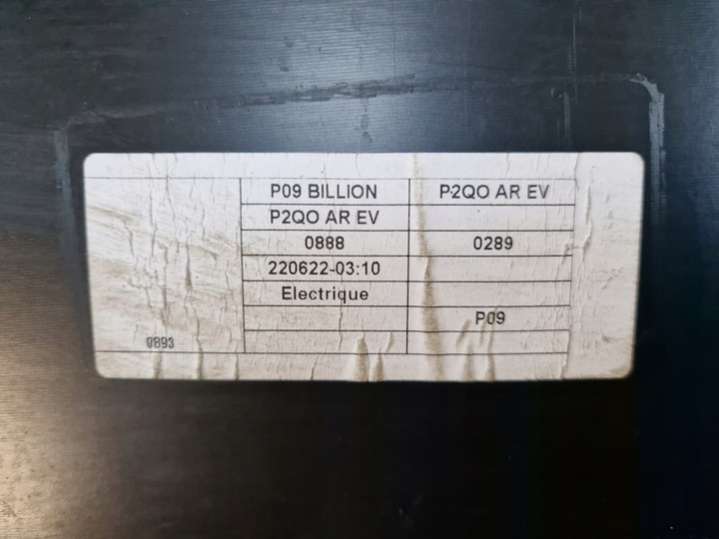 P09 BILLION P2QO AR EV
P2QO AR EV
0888 0289
220622-03:10
Electrique
P09
0893